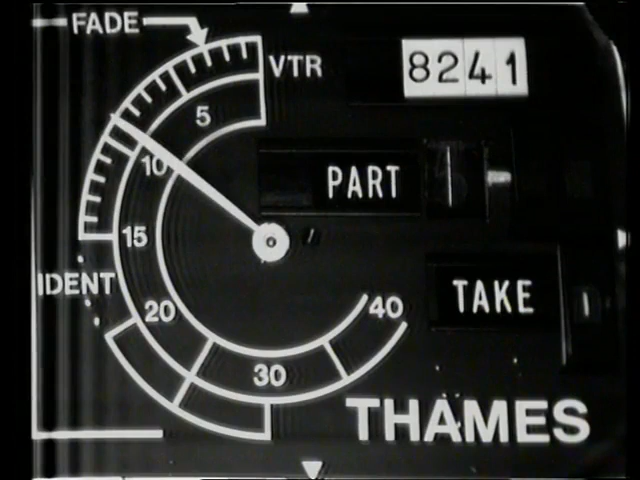 FADE
VTR
8241
5
10
PART
15
IDENT
TAKE
20
40
30
THAMES